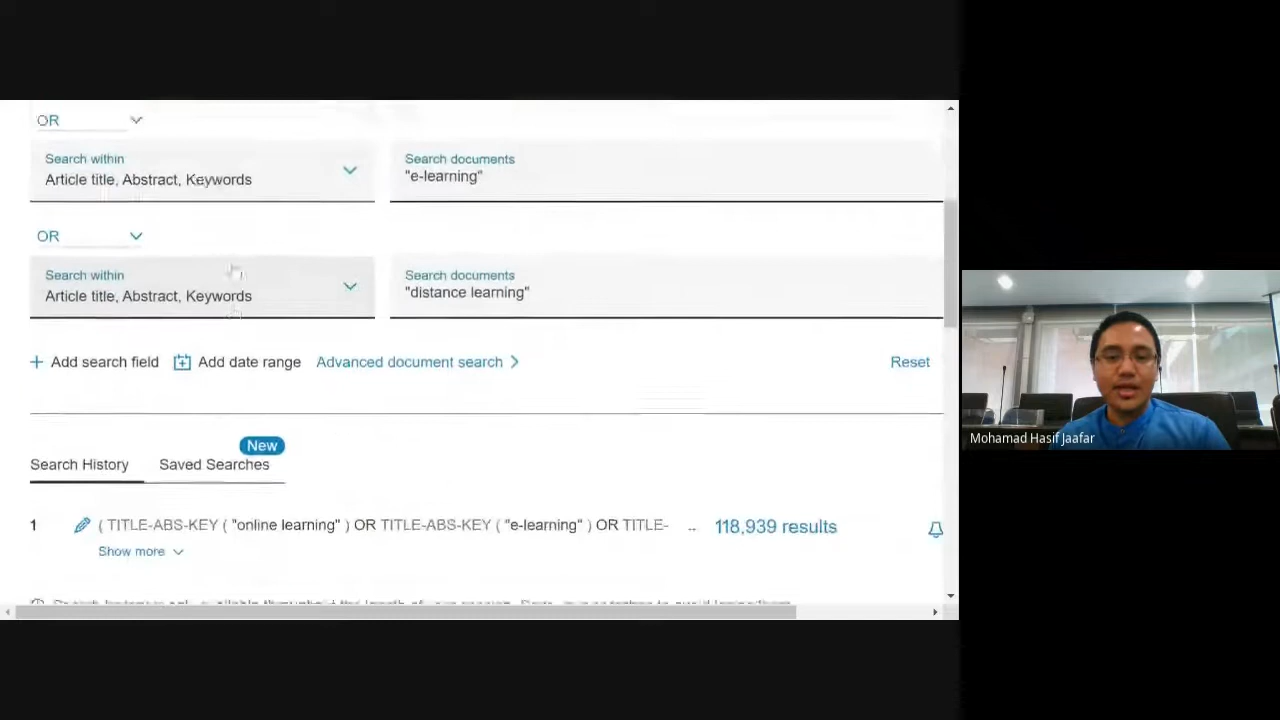 OR
Search within
Article title, Abstract, Keywords
Search documents
"e-learning"
OR
Search within
Article title, Abstract, Keywords
Search documents
"distance learning"
Add search field
Add date range
Advanced document search
Reset
New
Search History
Saved Searches
1
( TITLE-ABS-KEY ( "online learning" ) OR TITLE-ABS-KEY ( "e-learning" ) OR TITLE- ..
118,939 results
Show more
Mohamad Hasif Jaafar